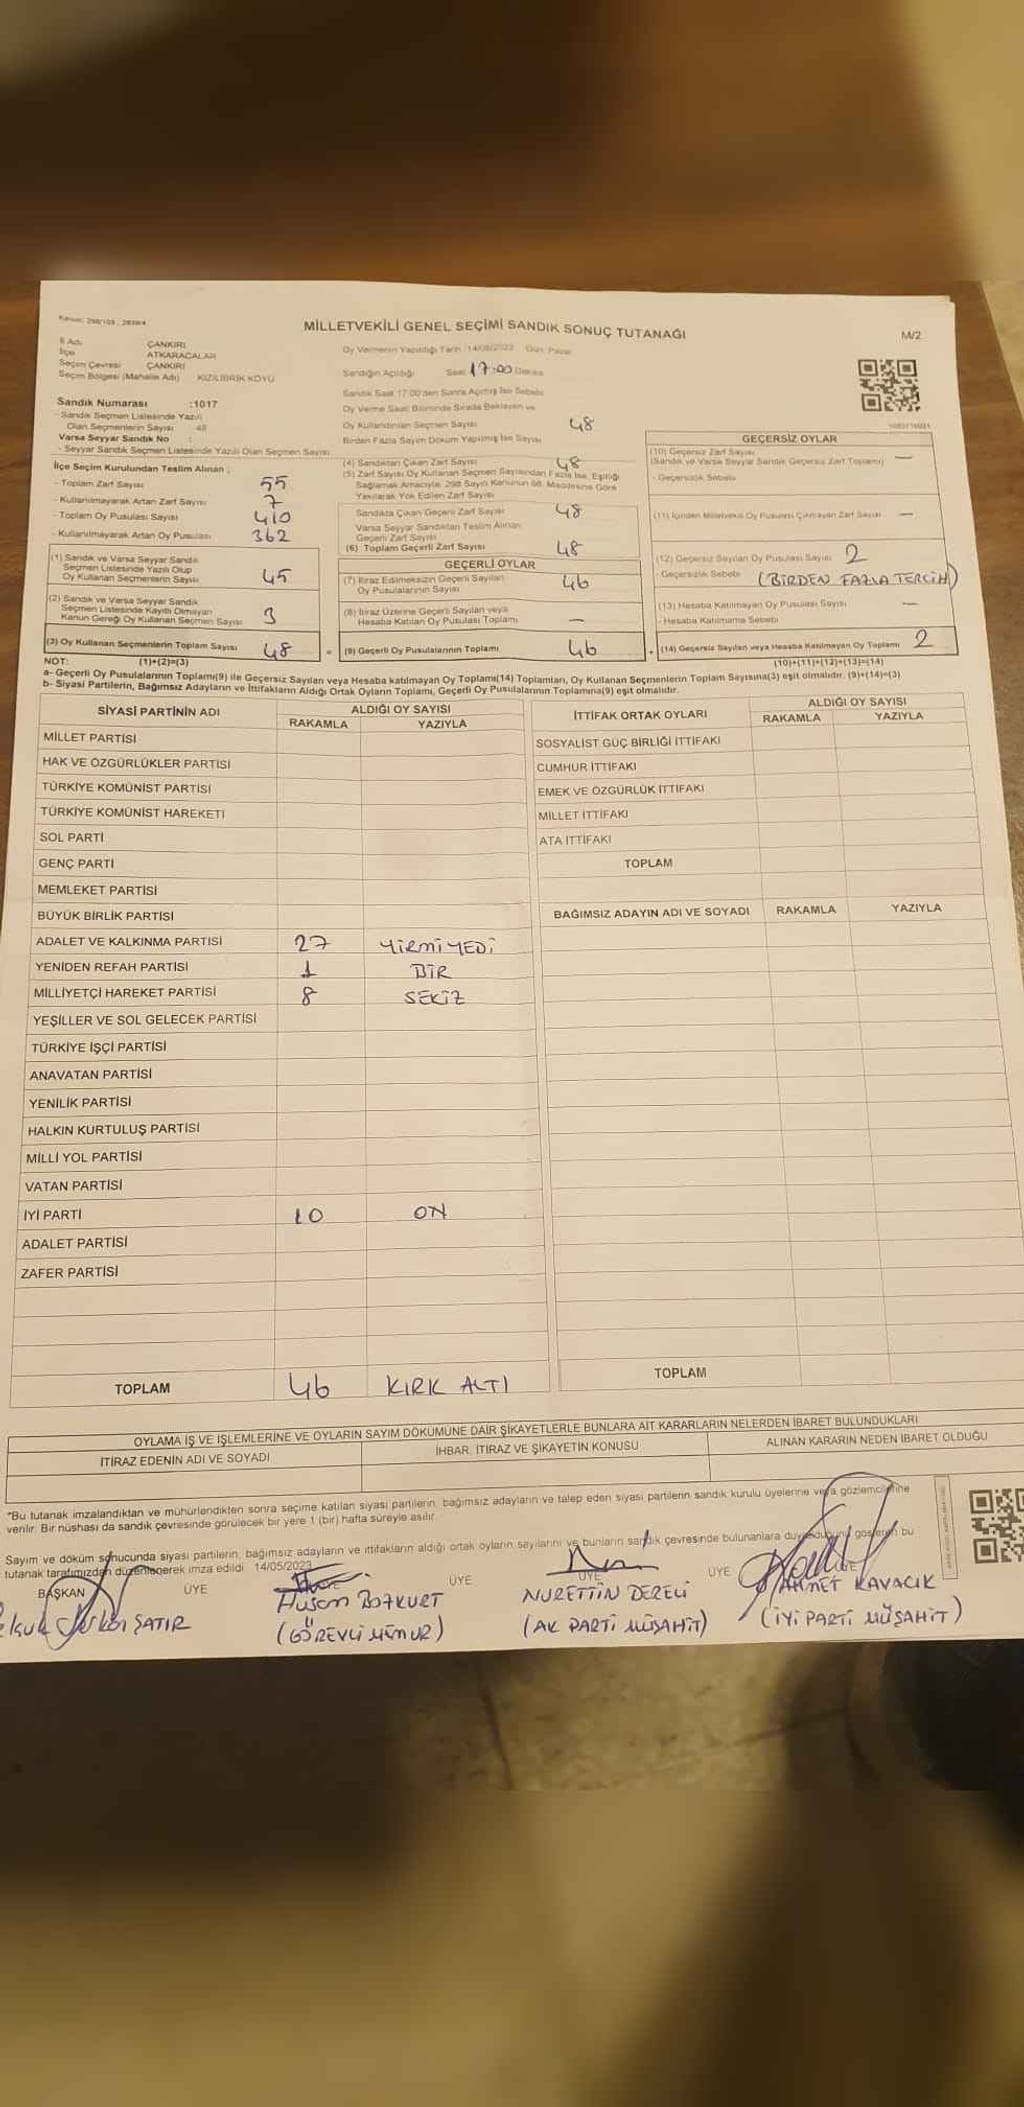 Kanun: 298/105, 2839/4
MİLLETVEKİLİ GENEL SEÇİMİ SANDIK SONUÇ TUTANAĞI
M/2
İl Adı ÇANKIRI
İlçe ATKARACALAR
Seçim Çevresi ÇANKIRI
Seçim Bölgesi (Mahalle Adı) KIZILİBRİK KÖYÜ
Oy Vermenin Yapıldığı Tarih: 14/05/2023 Gün: Pazar
Sandığın Açıldığı Saat 17:00 Dakika
Sandık Saat 17:00'den Sonra Açılmış İse Sebebi
Oy Verme Saati Bitiminde Sırada Bekleyen ve
Oy Kullandırılan Seçmen Sayısı 48
Birden Fazla Sayım Döküm Yapılmış İse Sayısı
Sandık Numarası :1017
- Sandık Seçmen Listesinde Yazılı
Olan Seçmenlerin Sayısı 48
Varsa Seyyar Sandık No :
- Seyyar Sandık Seçmen Listesinde Yazılı Olan Seçmen Sayısı
İlçe Seçim Kurulundan Teslim Alınan ;
- Toplam Zarf Sayısı 55
- Kullanılmayarak Artan Zarf Sayısı 7
- Toplam Oy Pusulası Sayısı 410
- Kullanılmayarak Artan Oy Pusulası 362
(1) Sandık ve Varsa Seyyar Sandık
Seçmen Listesinde Yazılı Olup
Oy Kullanan Seçmenlerin Sayısı 45
(2) Sandık ve Varsa Seyyar Sandık
Seçmen Listesinde Kayıtlı Olmayan
Kanun Gereği Oy Kullanan Seçmen Sayısı 3
(3) Oy Kullanan Seçmenlerin Toplam Sayısı 48
(1)+(2)=(3)
(4) Sandıktan Çıkan Zarf Sayısı 48
(5) Zarf Sayısı Oy Kullanan Seçmen Sayısından Fazla İse, Eşitliği
Sağlamak Amacıyla, 298 Sayılı Kanunun 98. Maddesine Göre
Yakılarak Yok Edilen Zarf Sayısı
Sandıkta Çıkan Geçerli Zarf Sayısı 48
Varsa Seyyar Sandıktan Teslim Alınan
Geçerli Zarf Sayısı
(6) Toplam Geçerli Zarf Sayısı 48
GEÇERLİ OYLAR
(7) İtiraz Edilmeksizin Geçerli Sayılan
Oy Pusulalarının Sayısı 46
(8) İtiraz Üzerine Geçerli Sayılan veya
Hesaba Katılan Oy Pusulası Toplamı —
(9) Geçerli Oy Pusulalarının Toplamı 46
GEÇERSİZ OYLAR
(10) Geçersiz Zarf Sayısı
(Sandık ve Varsa Seyyar Sandık Geçersiz Zarf Toplamı) —
- Geçersizlik Sebebi
(11) İçinden Milletvekili Oy Pusulası Çıkmayan Zarf Sayısı —
(12) Geçersiz Sayılan Oy Pusulası Sayısı 2
- Geçersizlik Sebebi (BİRDEN FAZLA TERCİH)
(13) Hesaba Katılmayan Oy Pusulası Sayısı —
- Hesaba Katılmama Sebebi
(14) Geçersiz Sayılan veya Hesaba Katılmayan Oy Toplamı 2
(10)+(11)+(12)+(13)=(14)
NOT:
a- Geçerli Oy Pusulalarının Toplamı(9) ile Geçersiz Sayılan veya Hesaba Katılmayan Oy Toplamı(14) Toplamları, Oy Kullanan Seçmenlerin Toplam Sayısına(3) eşit olmalıdır. (9)+(14)=(3)
b- Siyasi Partilerin, Bağımsız Adayların ve İttifakların Aldığı Ortak Oyların Toplamı, Geçerli Oy Pusulalarının Toplamına(9) eşit olmalıdır.
SİYASİ PARTİNİN ADI ALDIĞI OY SAYISI
RAKAMLA YAZIYLA
MİLLET PARTİSİ
HAK VE ÖZGÜRLÜKLER PARTİSİ
TÜRKİYE KOMÜNİST PARTİSİ
TÜRKİYE KOMÜNİST HAREKETİ
SOL PARTİ
GENÇ PARTİ
MEMLEKET PARTİSİ
BÜYÜK BİRLİK PARTİSİ
ADALET VE KALKINMA PARTİSİ 27 YİRMİYEDİ
YENİDEN REFAH PARTİSİ 1 BİR
MİLLİYETÇİ HAREKET PARTİSİ 8 SEKİZ
YEŞİLLER VE SOL GELECEK PARTİSİ
TÜRKİYE İŞÇİ PARTİSİ
ANAVATAN PARTİSİ
YENİLİK PARTİSİ
HALKIN KURTULUŞ PARTİSİ
MİLLİ YOL PARTİSİ
VATAN PARTİSİ
İYİ PARTİ 10 ON
ADALET PARTİSİ
ZAFER PARTİSİ
TOPLAM 46 KIRK ALTI
İTTİFAK ORTAK OYLARI ALDIĞI OY SAYISI
RAKAMLA YAZIYLA
SOSYALİST GÜÇ BİRLİĞİ İTTİFAKI
CUMHUR İTTİFAKI
EMEK VE ÖZGÜRLÜK İTTİFAKI
MİLLET İTTİFAKI
ATA İTTİFAKI
TOPLAM
BAĞIMSIZ ADAYIN ADI VE SOYADI RAKAMLA YAZIYLA
TOPLAM
OYLAMA İŞ VE İŞLEMLERİNE VE OYLARIN SAYIM DÖKÜMÜNE DAİR ŞİKAYETLERLE BUNLARA AİT KARARLARIN NELERDEN İBARET BULUNDUKLARI
İTİRAZ EDENİN ADI VE SOYADI İHBAR, İTİRAZ VE ŞİKAYETİN KONUSU ALINAN KARARIN NEDEN İBARET OLDUĞU
*Bu tutanak imzalandıktan ve mühürlendikten sonra seçime katılan siyasi partilerin, bağımsız adayların ve talep eden siyasi partilerin sandık kurulu üyelerine veya gözlemcilerine
verilir. Bir nüshası da sandık çevresinde görülecek bir yere 1 (bir) hafta süreyle asılır.
Sayım ve döküm sonucunda siyasi partilerin, bağımsız adayların ve ittifakların aldığı ortak oyların sayılarını ve bunların sandık çevresinde bulunanlara duyurulduğunu gösteren bu
tutanak tarafımızdan düzenlenerek imza edildi. 14/05/2023
BAŞKAN ÜYE ÜYE ÜYE ÜYE
ŞATIR
Hüsem BOZKURT
(GÖREVLİ MEMUR)
NURETTİN DERELİ
(AK PARTİ MÜŞAHİT)
AHMET KAVACIK
(İYİ PARTİ MÜŞAHİT)